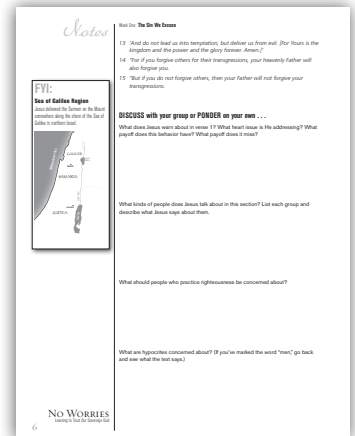 Notes
Week One: The Sin We Excuse
13 'And do not lead us into temptation, but deliver us from evil. [For Yours is the
kingdom and the power and the glory forever. Amen.]'
14 "For if you forgive others for their transgressions, your heavenly Father will
also forgive you.
15 "But if you do not forgive others, then your Father will not forgive your
transgressions.
FYI:
Sea of Galilee Region
Jesus delivered the Sermon on the Mount
somewhere along the shore of the Sea of
Galilee in northern Israel.
GALILEE
SAMARIA
JUDEA
DISCUSS with your group or PONDER on your own . . .
What does Jesus warn about in verse 1? What heart issue is He addressing? What
payoff does this behavior have? What payoff does it miss?
What kinds of people does Jesus talk about in this section? List each group and
describe what Jesus says about them.
What should people who practice righteousness be concerned about?
What are hypocrites concerned about? (If you've marked the word "men," go back
and see what the text says.)
NO WORRIES
Learning to Trust Our Sovereign God
6